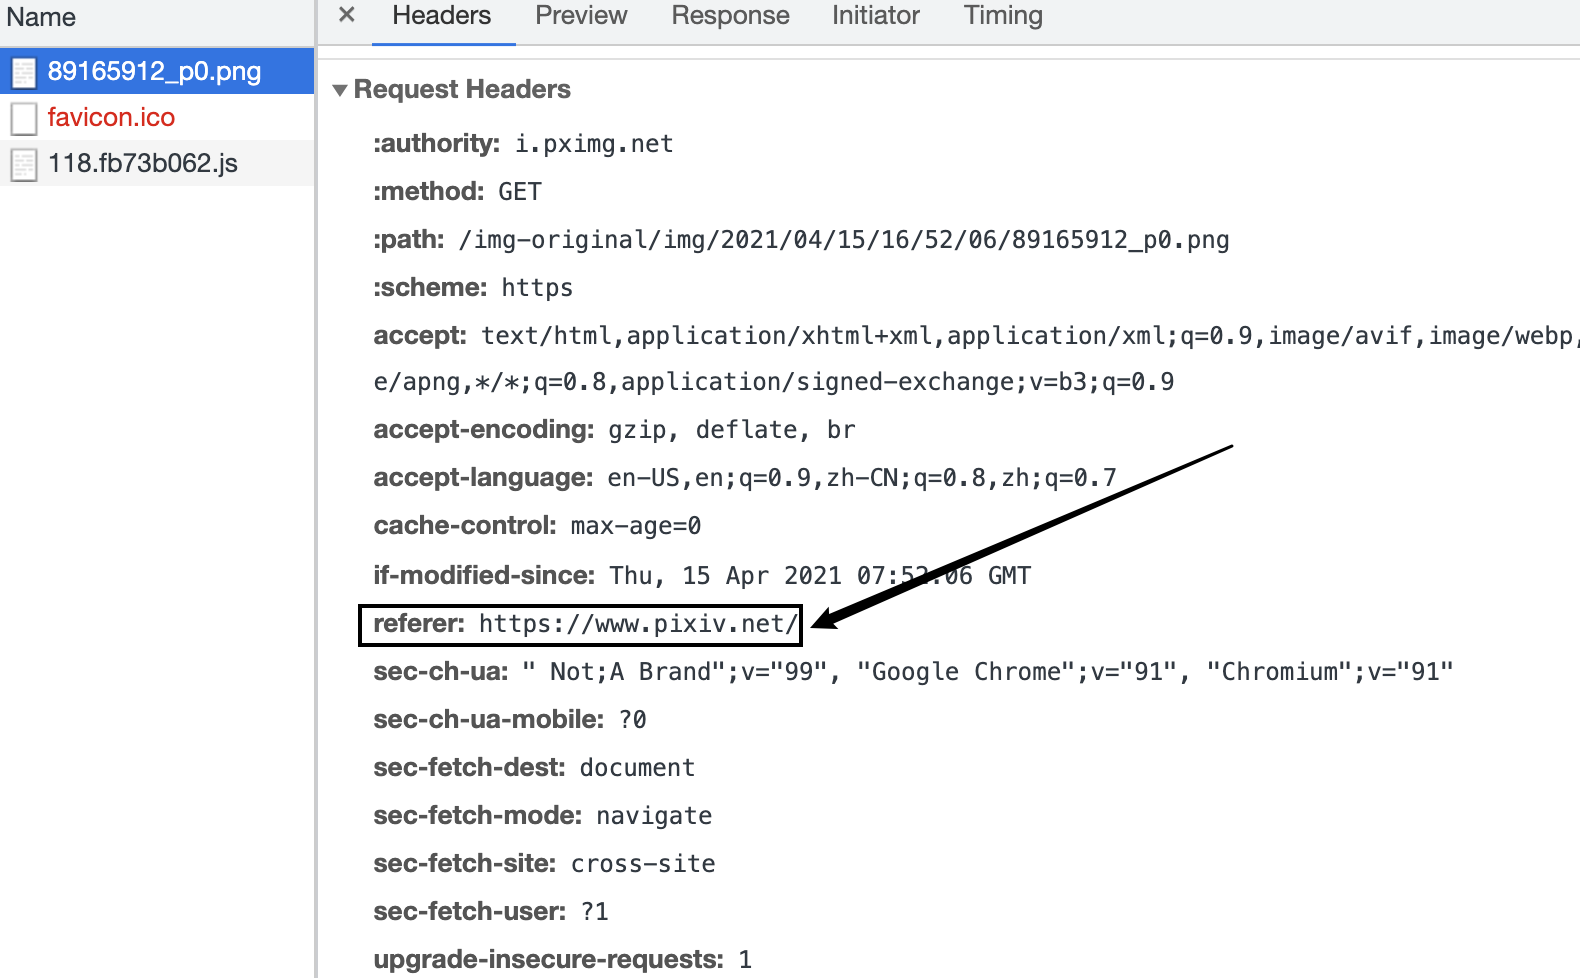 Name
× Headers Preview Response Initiator Timing
89165912_p0.png
favicon.ico
118.fb73b062.js
Request Headers
:authority: i.pximg.net
:method: GET
:path: /img-original/img/2021/04/15/16/52/06/89165912_p0.png
:scheme: https
accept: text/html,application/xhtml+xml,application/xml;q=0.9,image/avif,image/webp,
e/apng,*/*;q=0.8,application/signed-exchange;v=b3;q=0.9
accept-encoding: gzip, deflate, br
accept-language: en-US,en;q=0.9,zh-CN;q=0.8,zh;q=0.7
cache-control: max-age=0
if-modified-since: Thu, 15 Apr 2021 07:52:06 GMT
referer: https://www.pixiv.net/
sec-ch-ua: " Not;A Brand";v="99", "Google Chrome";v="91", "Chromium";v="91"
sec-ch-ua-mobile: ?0
sec-fetch-dest: document
sec-fetch-mode: navigate
sec-fetch-site: cross-site
sec-fetch-user: ?1
upgrade-insecure-requests: 1